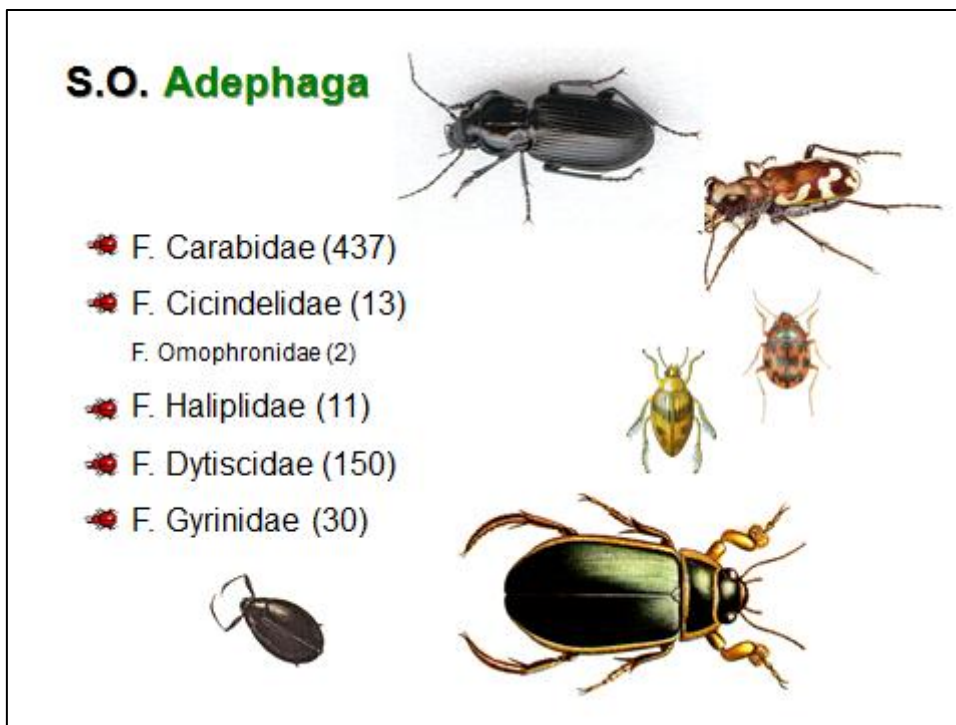 S.O. Adephaga
F. Carabidae (437)
F. Cicindelidae (13)
F. Omophronidae (2)
F. Haliplidae (11)
F. Dytiscidae (150)
F. Gyrinidae (30)